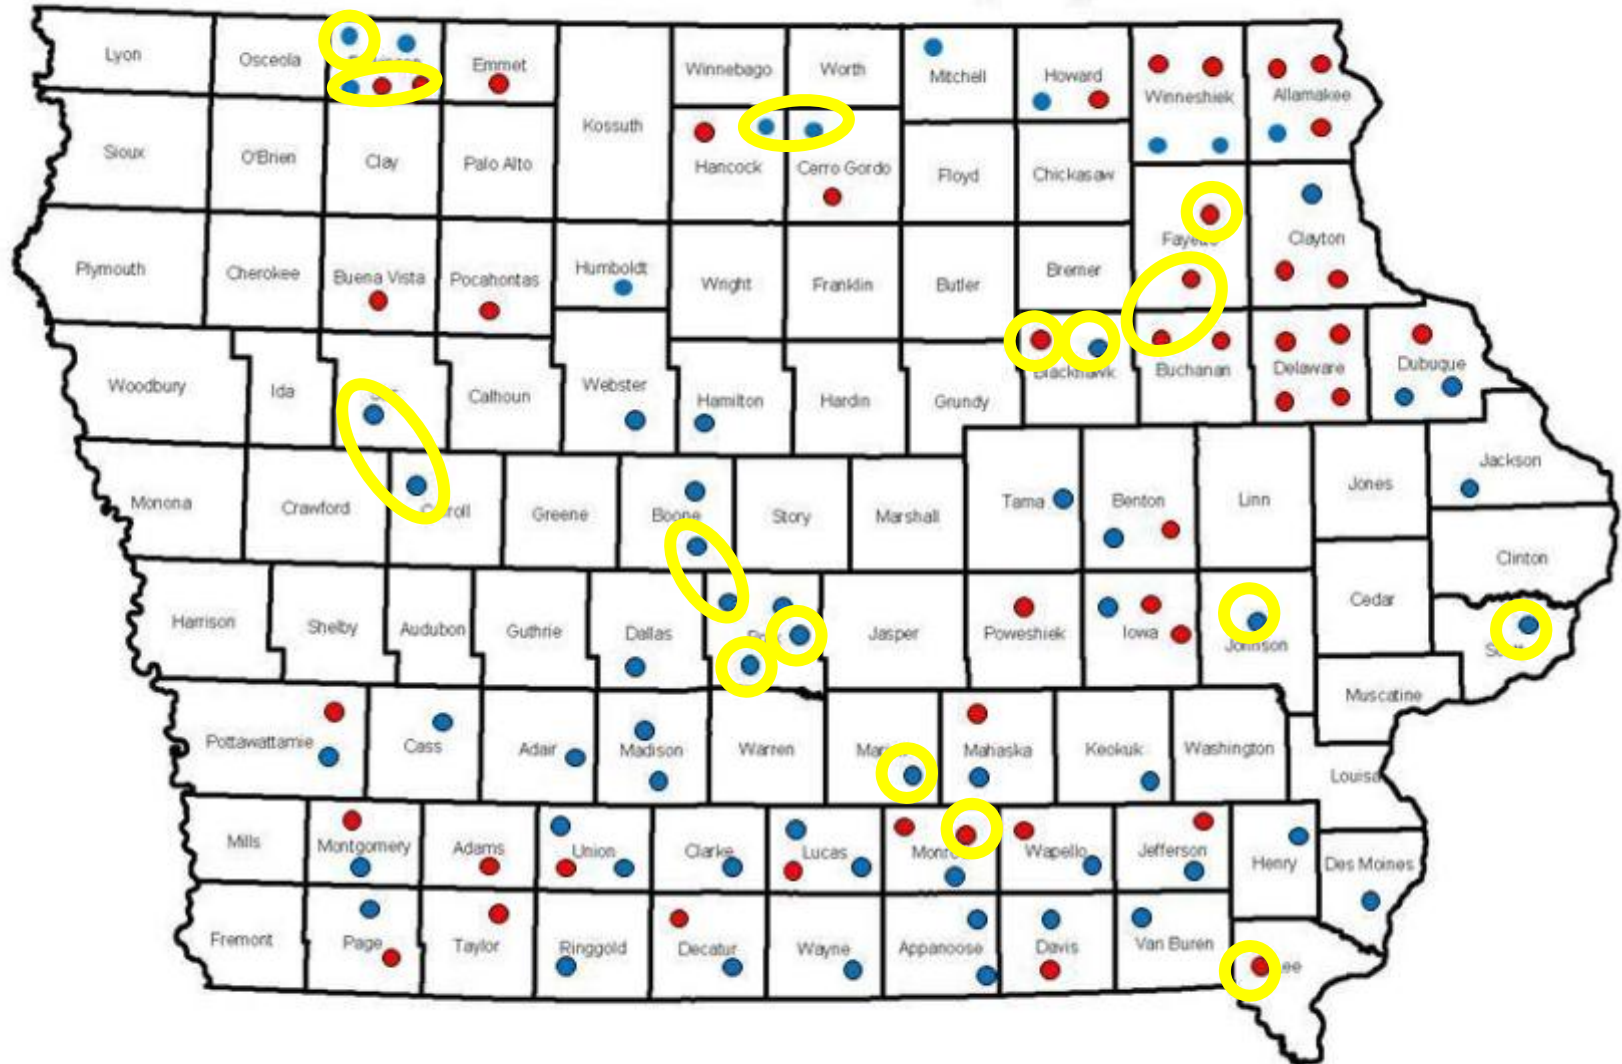 Lyon
Osceola
Emmet
Winnebago
Worth
Mitchell
Howard
Winneshiek
Allamakee
Sioux
O'Brien
Clay
Palo Alto
Kossuth
Hancock
Cerro Gordo
Floyd
Chickasaw
Plymouth
Cherokee
Buena Vista
Pocahontas
Humboldt
Wright
Franklin
Butler
Bremer
Clayton
Woodbury
Ida
Calhoun
Webster
Hamilton
Hardin
Grundy
Blackhawk
Buchanan
Delaware
Dubuque
Monona
Crawford
Greene
Boone
Story
Marshall
Tama
Benton
Linn
Jones
Jackson
Clinton
Harrison
Shelby
Audubon
Guthrie
Dallas
Jasper
Poweshiek
Iowa
Johnson
Cedar
Muscatine
Pottawattamie
Cass
Adair
Madison
Warren
Mahaska
Keokuk
Washington
Louisa
Mills
Montgomery
Adams
Union
Clarke
Lucas
Wapello
Jefferson
Henry
Des Moines
Fremont
Page
Taylor
Ringgold
Decatur
Wayne
Appanoose
Davis
Van Buren